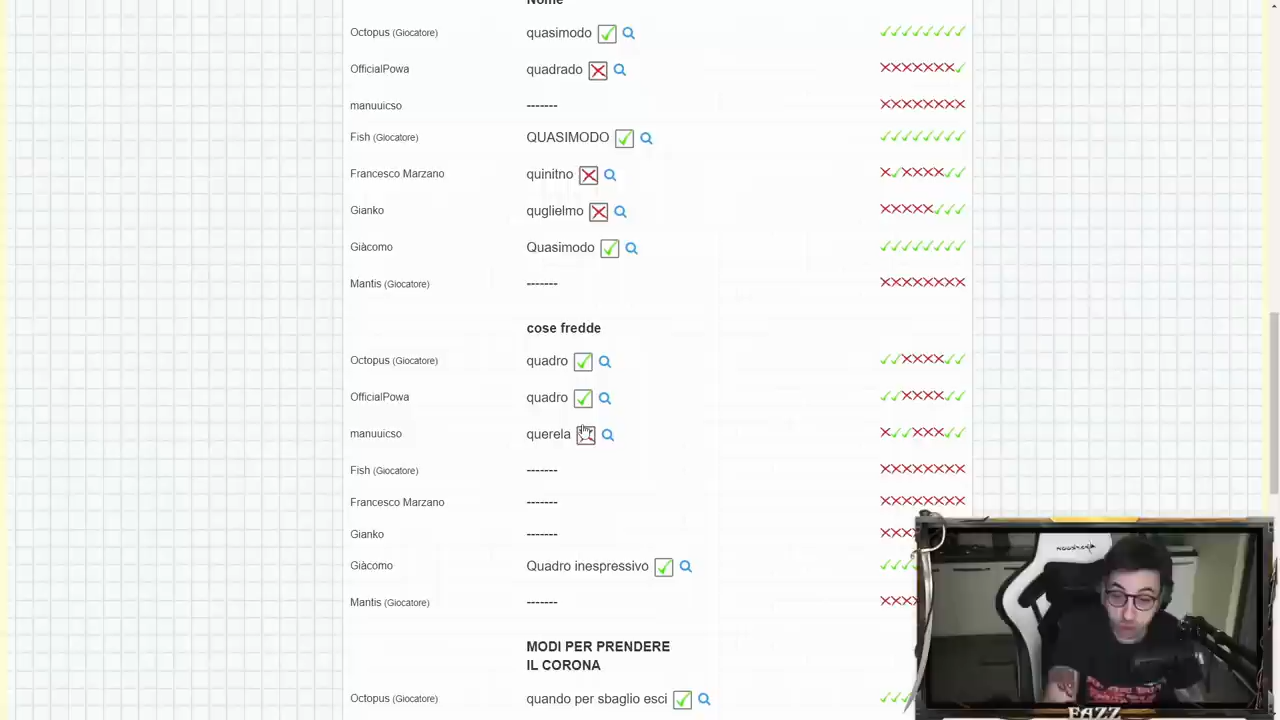 Nome
Octopus (Giocatore) quasimodo
OfficialPowa quadrado
manuuicso -------
Fish (Giocatore) QUASIMODO
Francesco Marzano quinitno
Gianko quglielmo
Giàcomo Quasimodo
Mantis (Giocatore) -------
cose fredde
Octopus (Giocatore) quadro
OfficialPowa quadro
manuuicso querela
Fish (Giocatore) -------
Francesco Marzano -------
Gianko -------
Giàcomo Quadro inespressivo
Mantis (Giocatore) -------
MODI PER PRENDERE
IL CORONA
Octopus (Giocatore) quando per sbaglio esci